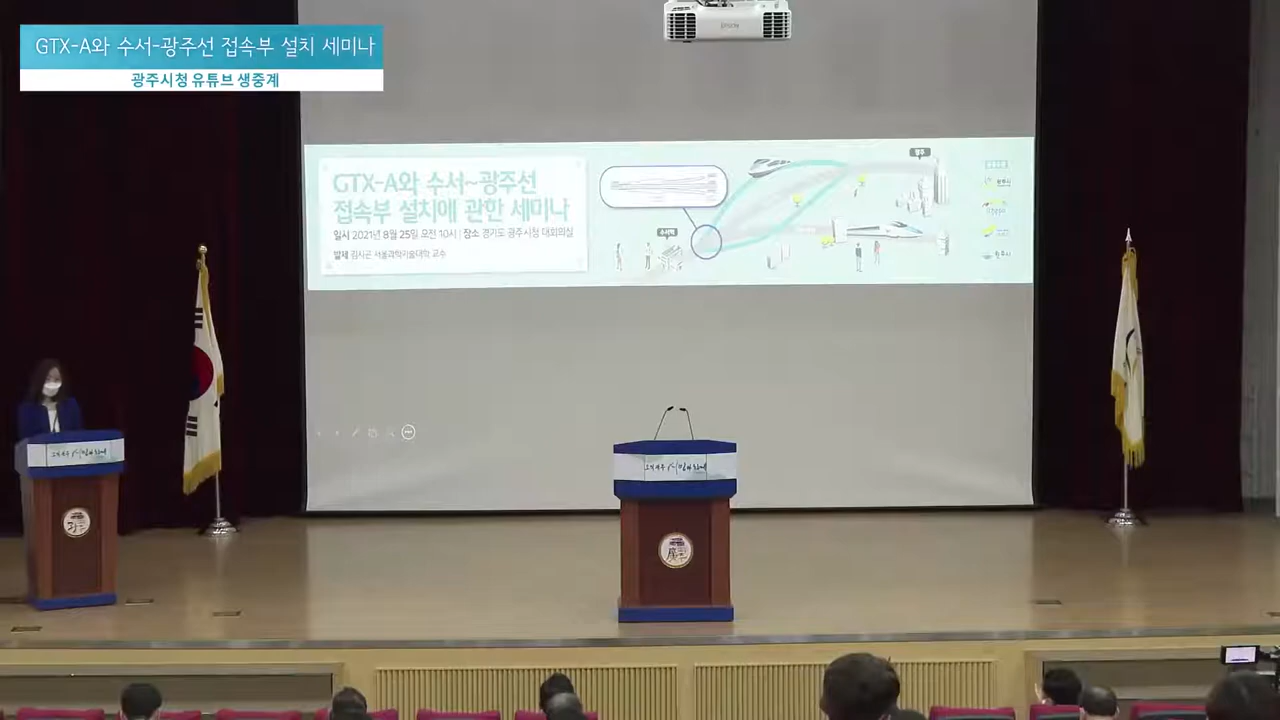 GTX-A와 수서-광주선 접속부 설치 세미나
광주시청 유튜브 생중계
EPSON
GTX-A와 수서~광주선
접속부 설치에 관한 세미나
일시 2021년 8월 25일 오전 10시 | 장소 경기도 광주시청 대회의실
발제 김시곤 서울과학기술대학 교수
수서역
광주